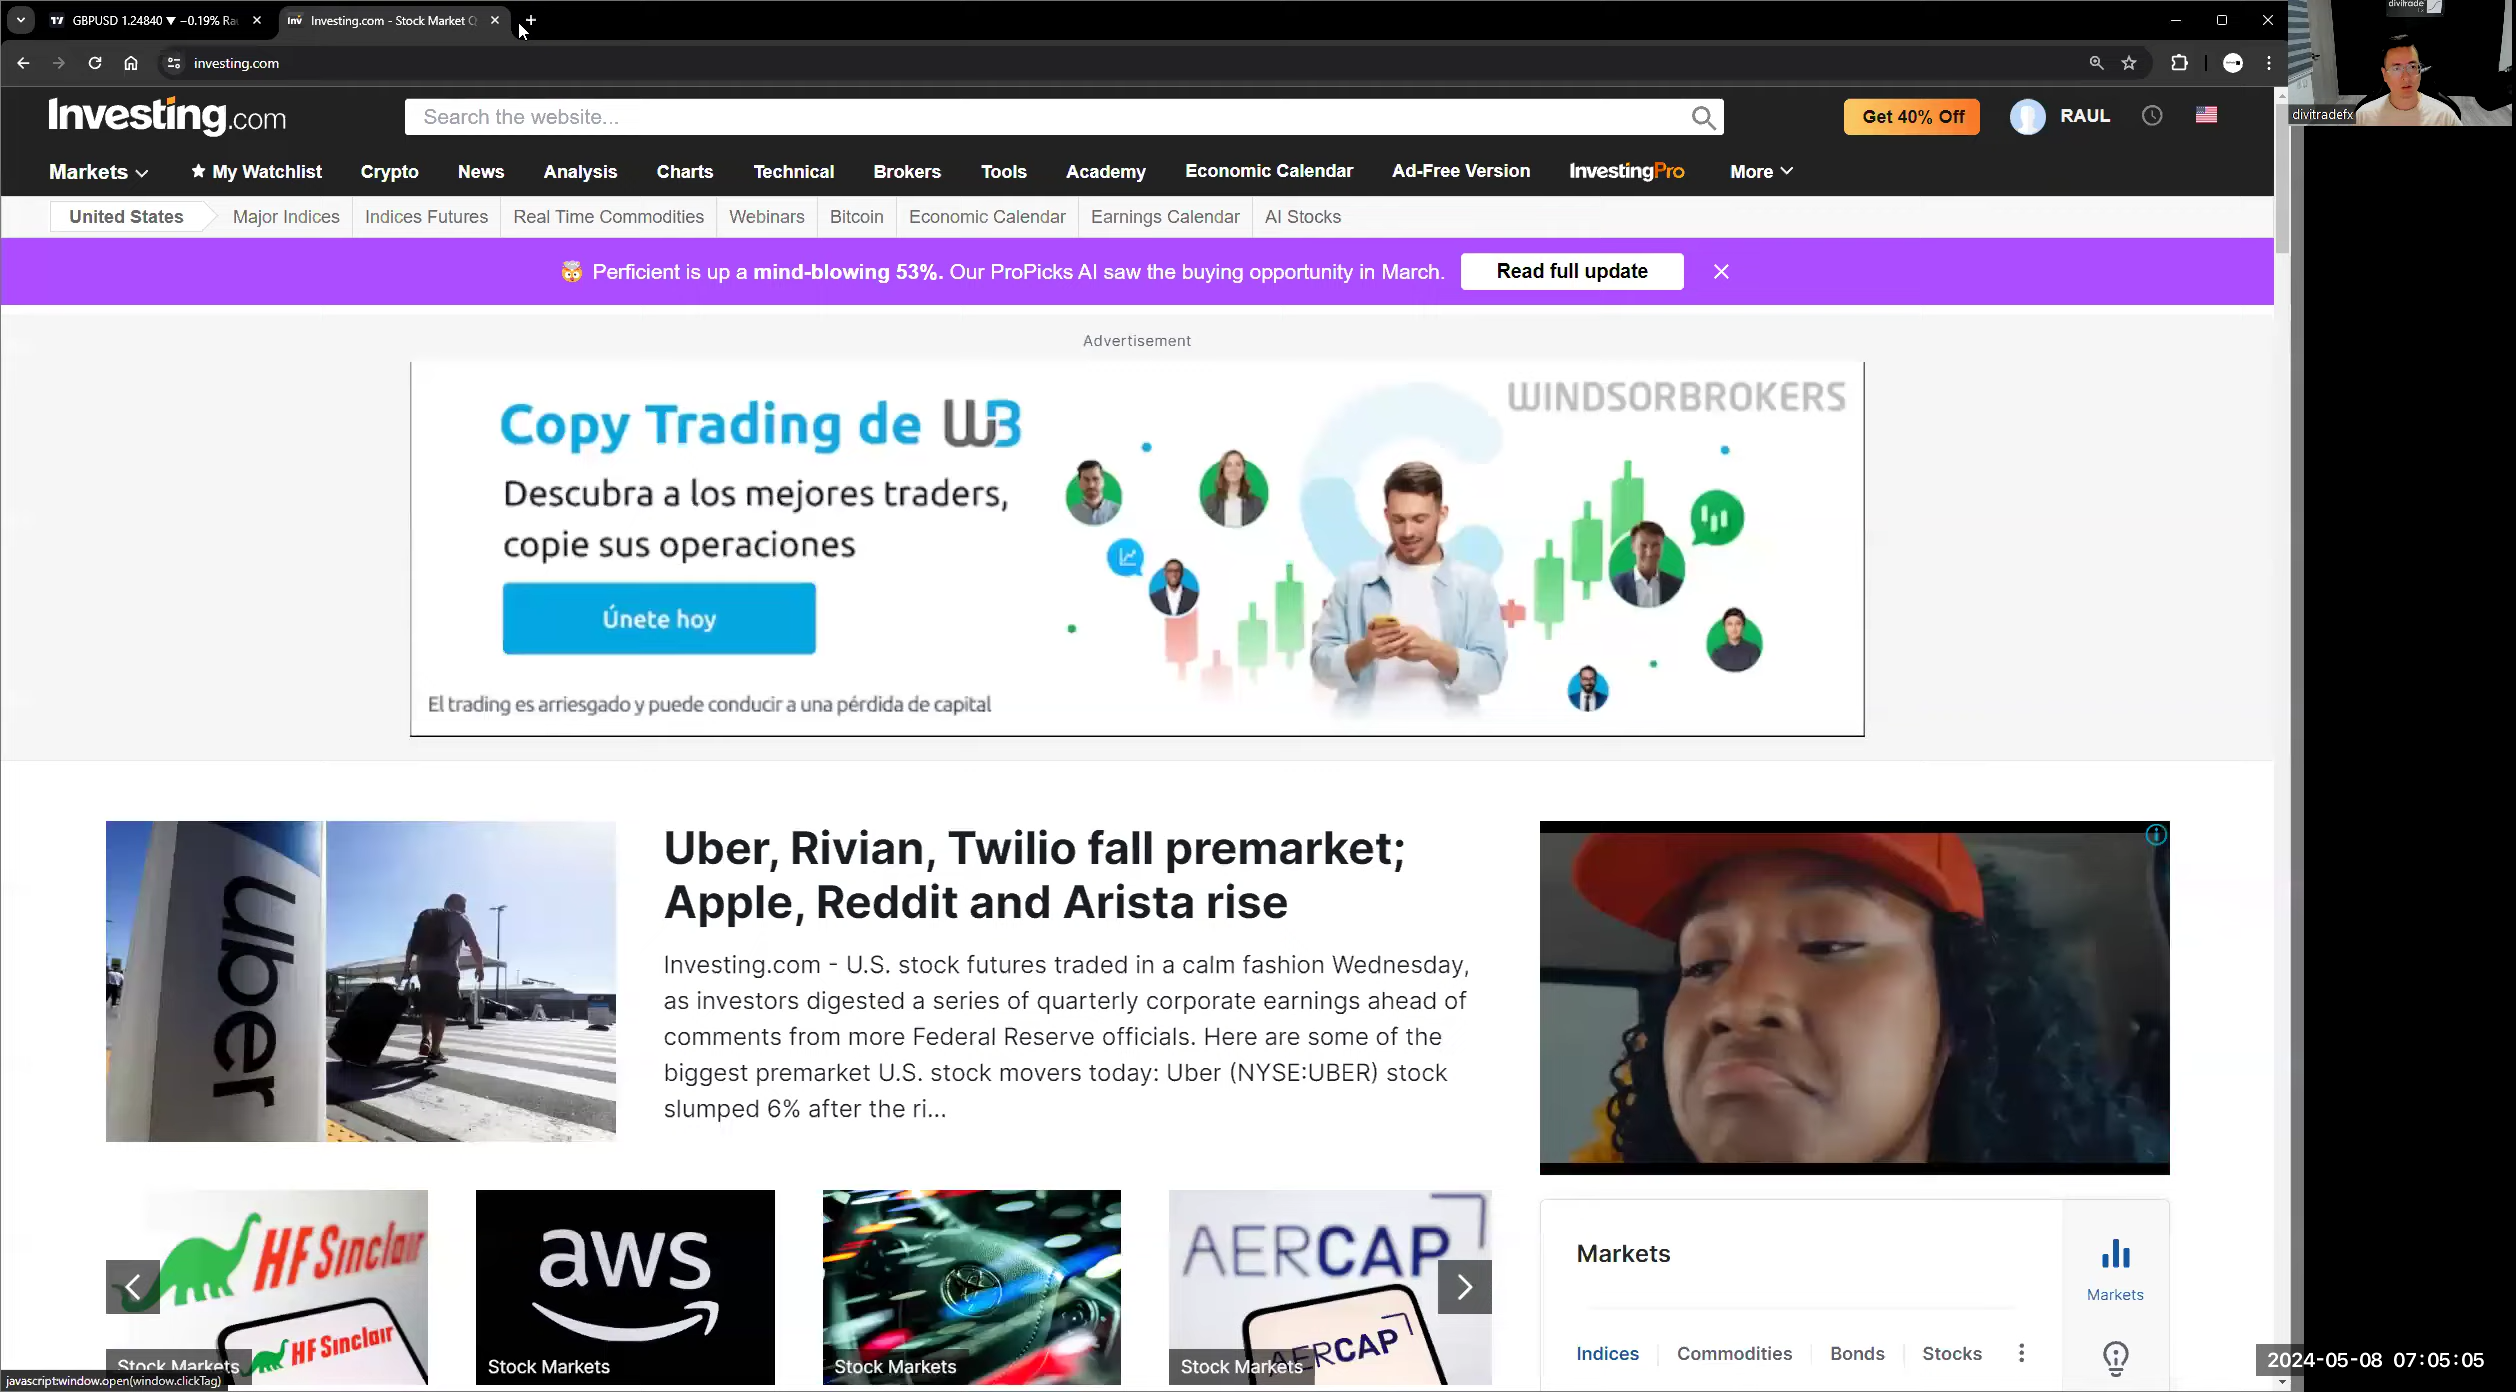 GBPUSD 1.24840 ▼ −0.19%
Investing.com - Stock Market
divitrade
investing.com
divitradefx
Investing.com
Search the website...
Get 40% Off
RAUL
Markets
★ My Watchlist
Crypto
News
Analysis
Charts
Technical
Brokers
Tools
Academy
Economic Calendar
Ad-Free Version
InvestingPro
More
United States
Major Indices
Indices Futures
Real Time Commodities
Webinars
Bitcoin
Economic Calendar
Earnings Calendar
AI Stocks
🤯 Perficient is up a mind-blowing 53%. Our ProPicks AI saw the buying opportunity in March.
Read full update
Advertisement
Copy Trading de WB
WINDSORBROKERS
Descubra a los mejores traders,
copie sus operaciones
Únete hoy
El trading es arriesgado y puede conducir a una pérdida de capital
Uber
Uber, Rivian, Twilio fall premarket;
Apple, Reddit and Arista rise
Investing.com - U.S. stock futures traded in a calm fashion Wednesday,
as investors digested a series of quarterly corporate earnings ahead of
comments from more Federal Reserve officials. Here are some of the
biggest premarket U.S. stock movers today: Uber (NYSE:UBER) stock
slumped 6% after the ri...
HF Sinclair
HF Sinclair
Stock Markets
aws
Stock Markets
Stock Markets
AERCAP
AERCAP
Stock Markets
Markets
Indices
Commodities
Bonds
Stocks
Markets
javascript:window.open(window.clickTag)
2024-05-08 07:05:05